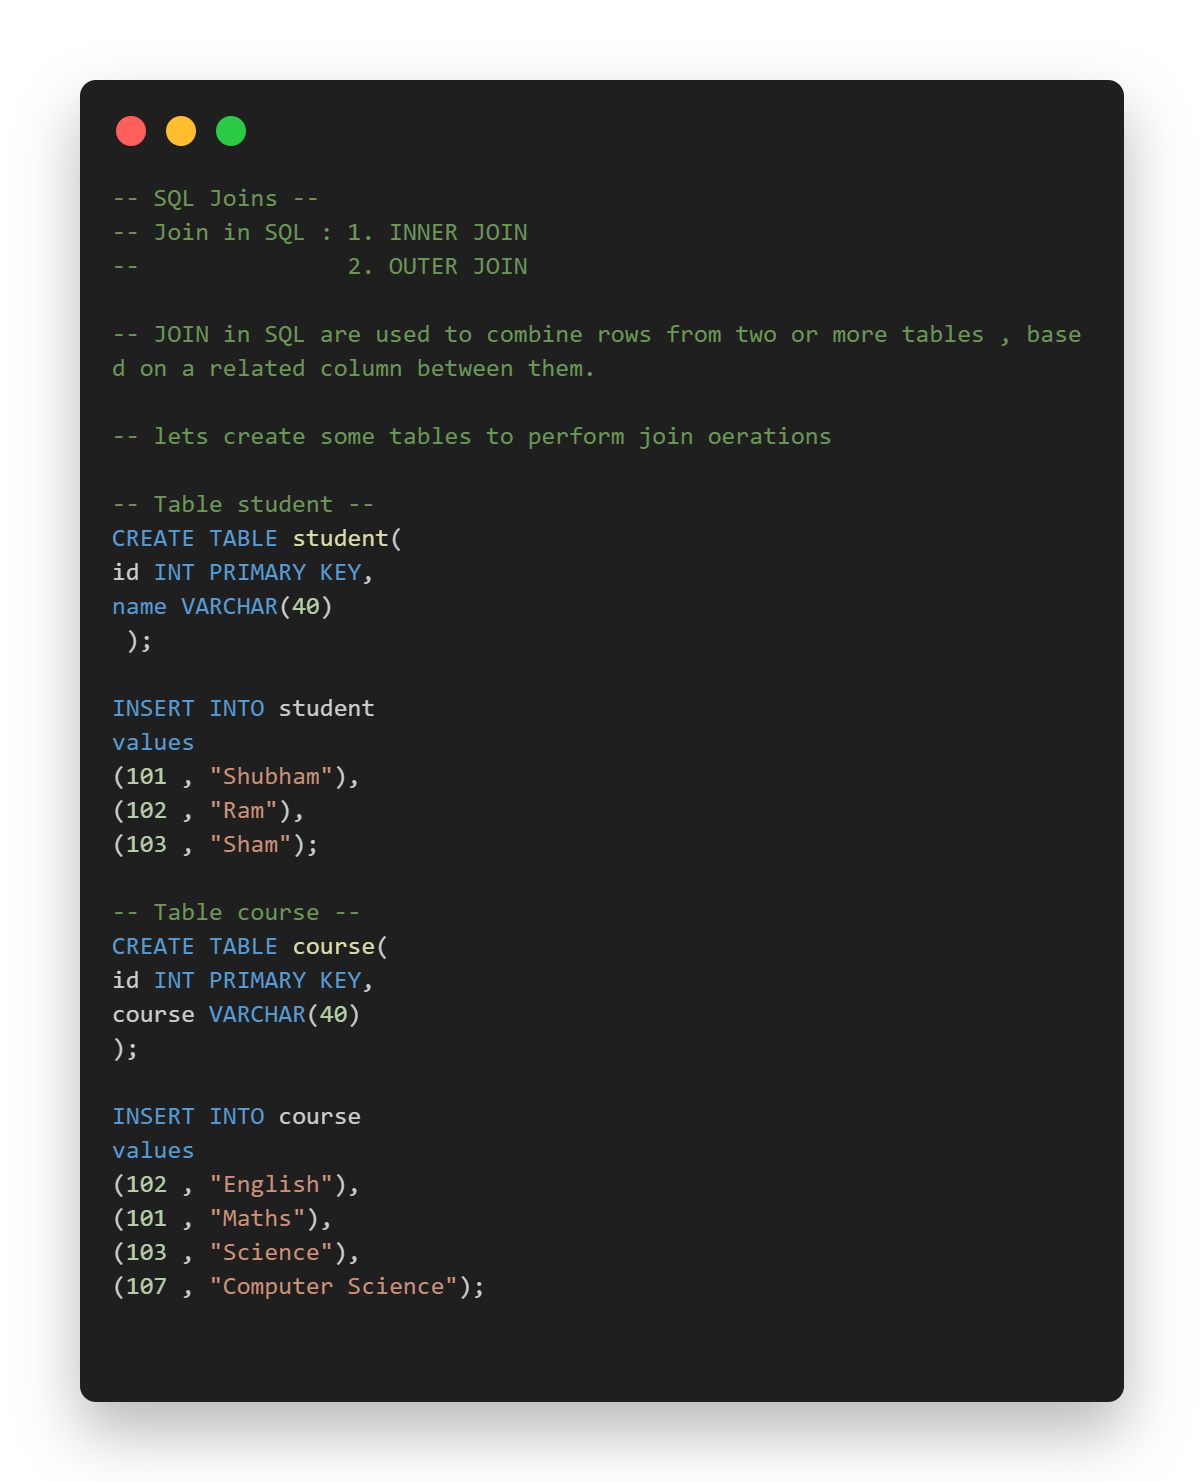 -- SQL Joins --
-- Join in SQL : 1. INNER JOIN
--               2. OUTER JOIN
-- JOIN in SQL are used to combine rows from two or more tables , base
d on a related column between them.
-- lets create some tables to perform join oerations
-- Table student --
CREATE TABLE student(
id INT PRIMARY KEY,
name VARCHAR(40)
 );
INSERT INTO student
values
(101 , "Shubham"),
(102 , "Ram"),
(103 , "Sham");
-- Table course --
CREATE TABLE course(
id INT PRIMARY KEY,
course VARCHAR(40)
);
INSERT INTO course
values
(102 , "English"),
(101 , "Maths"),
(103 , "Science"),
(107 , "Computer Science");